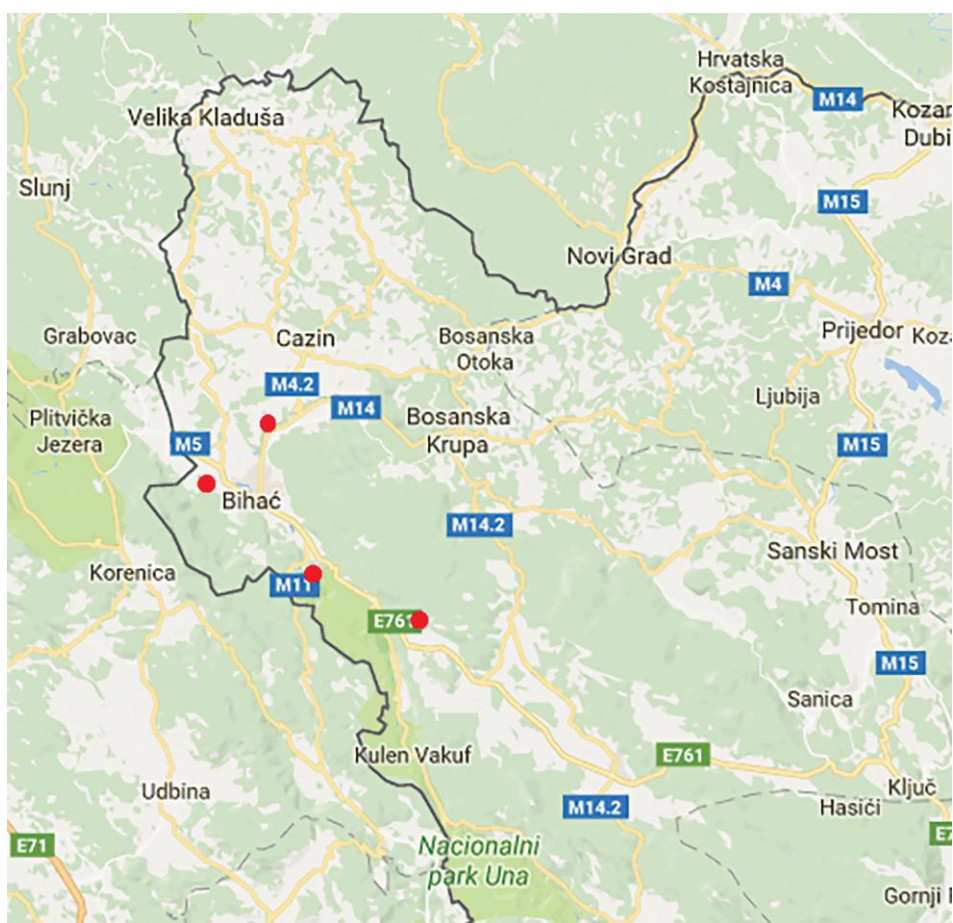 Hrvatska
Kostajnica
M14
Kozar
Dubi
Velika Kladuša
Slunj
M15
Novi Grad
M4
Grabovac
Cazin
Bosanska
Otoka
Prijedor
Koza
M4.2
Ljubija
M14
Plitvička
Jezera
Bosanska
Krupa
M5
M15
Bihać
M14.2
Sanski Most
Korenica
M11
Tomina
E761
M15
Sanica
Kulen Vakuf
E761
Udbina
Ključ
M14.2
Hasići
E71
Nacionalni
park Una
E7
Gornji